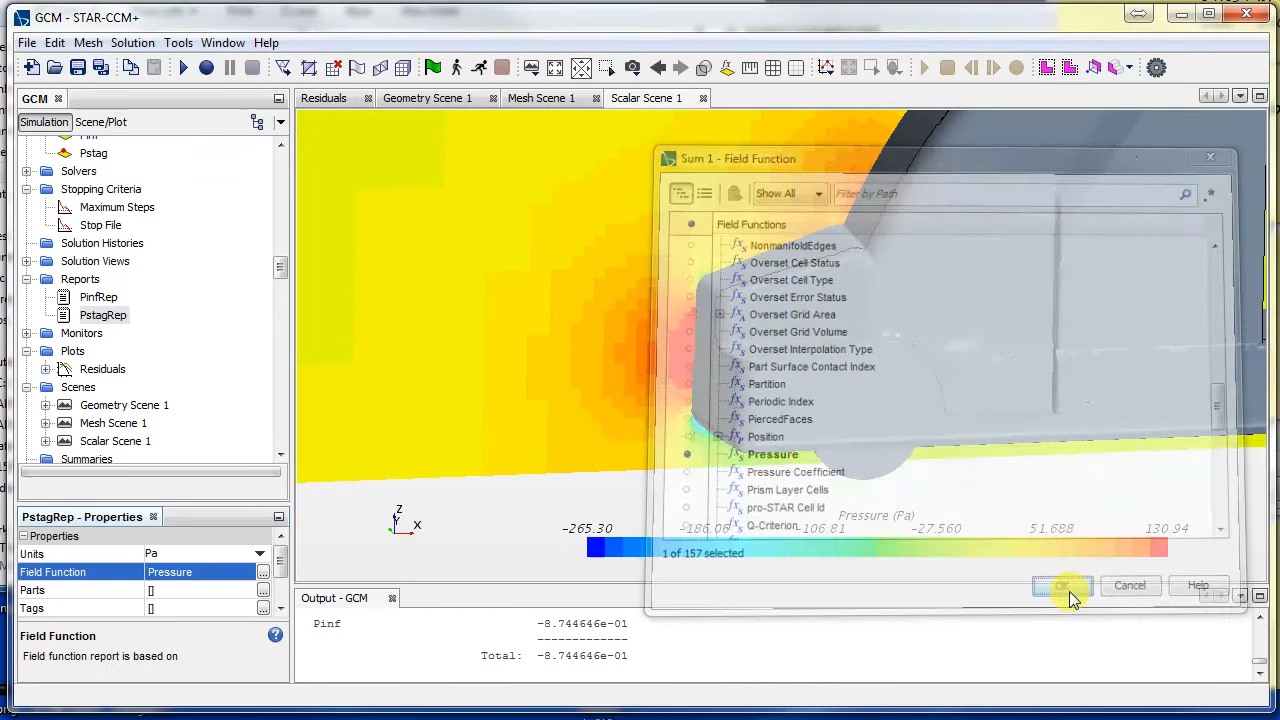 GCM - STAR-CCM+
File Edit Mesh Solution Tools Window Help
GCM
Simulation Scene/Plot
Pinf
Pstag
Solvers
Stopping Criteria
Maximum Steps
Stop File
Solution Histories
Solution Views
Reports
PinfRep
PstagRep
Monitors
Plots
Residuals
Scenes
Geometry Scene 1
Mesh Scene 1
Scalar Scene 1
Summaries
PstagRep - Properties
Properties
Units Pa
Field Function Pressure
Parts []
Tags []
Field Function
Field function report is based on
Residuals Geometry Scene 1 Mesh Scene 1 Scalar Scene 1
Sum 1 - Field Function
Show All Filter by Path
Field Functions
NonmanifoldEdges
Overset Cell Status
Overset Cell Type
Overset Error Status
Overset Grid Area
Overset Grid Volume
Overset Interpolation Type
Part Surface Contact Index
Partition
Periodic Index
PiercedFaces
Position
Pressure
Pressure Coefficient
Prism Layer Cells
pro-STAR Cell Id
Q-Criterion
1 of 157 selected
OK Cancel Help
Z
Y X
Pressure (Pa)
-265.30 -186.06 -106.81 -27.560 51.688 130.94
Output - GCM
Pinf -8.744646e-01
-------------
Total: -8.744646e-01